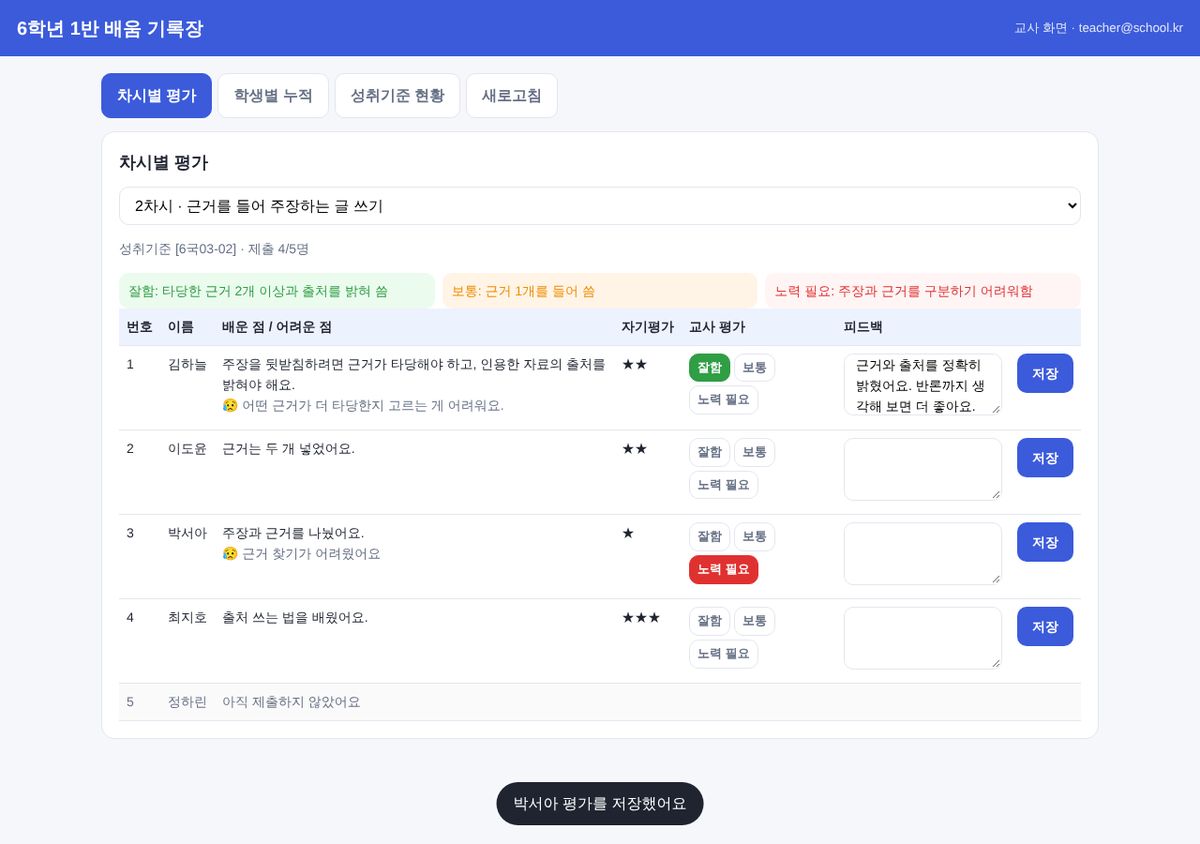 6학년 1반 배움 기록장
교사 화면 · teacher@school.kr
차시별 평가
학생별 누적
성취기준 현황
새로고침
차시별 평가
2차시 · 근거를 들어 주장하는 글 쓰기
성취기준 [6국03-02] · 제출 4/5명
잘함: 타당한 근거 2개 이상과 출처를 밝혀 씀
보통: 근거 1개를 들어 씀
노력 필요: 주장과 근거를 구분하기 어려워함
번호 이름 배운 점 / 어려운 점 자기평가 교사 평가 피드백
1 김하늘 주장을 뒷받침하려면 근거가 타당해야 하고, 인용한 자료의 출처를
밝혀야 해요.
😥 어떤 근거가 더 타당한지 고르는 게 어려워요.
★★
잘함 보통
노력 필요
근거와 출처를 정확히
밝혔어요. 반론까지 생
각해 보면 더 좋아요.
저장
2 이도윤 근거는 두 개 넣었어요. ★★
잘함 보통
노력 필요
저장
3 박서아 주장과 근거를 나눴어요.
😥 근거 찾기가 어려웠어요
★
잘함 보통
노력 필요
저장
4 최지호 출처 쓰는 법을 배웠어요. ★★★
잘함 보통
노력 필요
저장
5 정하린 아직 제출하지 않았어요
박서아 평가를 저장했어요